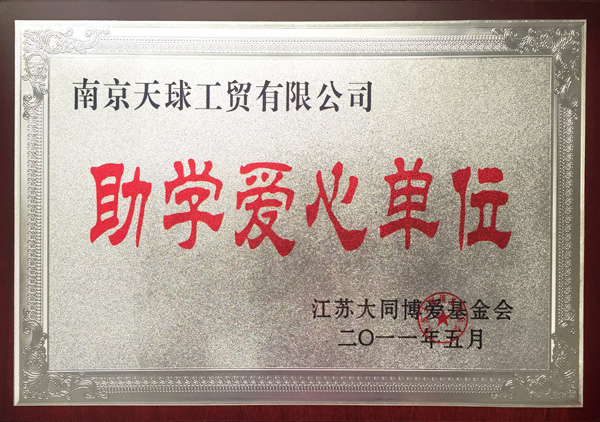 南京天球工贸有限公司
助学爱心单位
江苏大同博爱基金会
二〇一一年五月